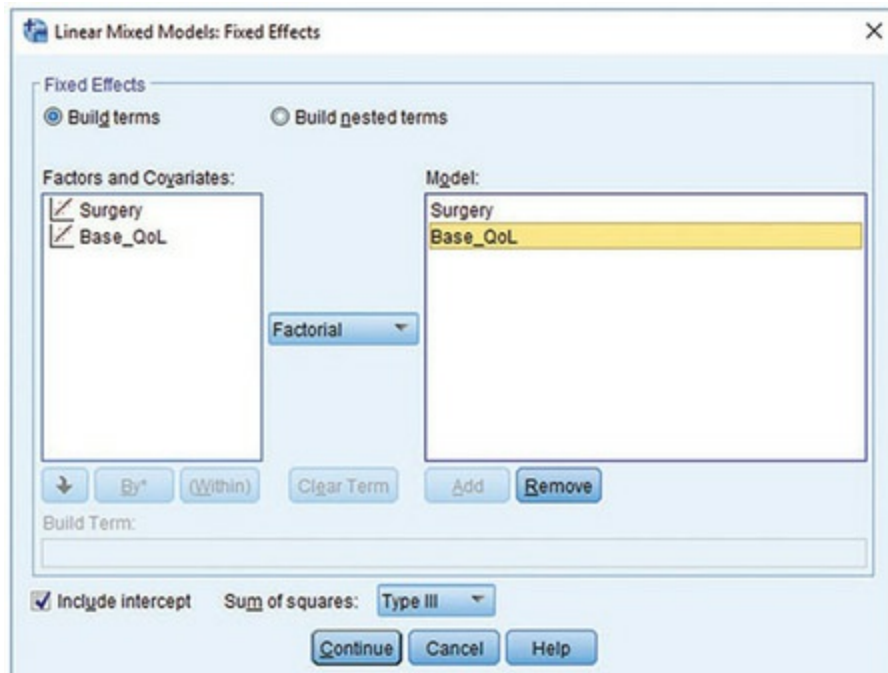 Linear Mixed Models: Fixed Effects
Fixed Effects
Build terms Build nested terms
Factors and Covariates: Model:
Surgery Surgery
Base_QoL Base_QoL
Factorial
By* (Within) Clear Term Add Remove
Build Term:
Include intercept Sum of squares: Type III
Continue Cancel Help